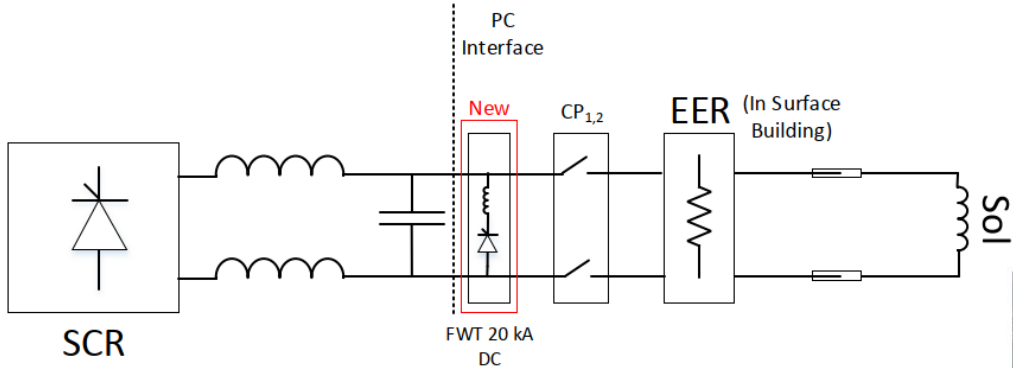 PC
Interface
New
CP1,2
EER
(In Surface
Building)
SCR
FWT 20 kA
DC
Sol